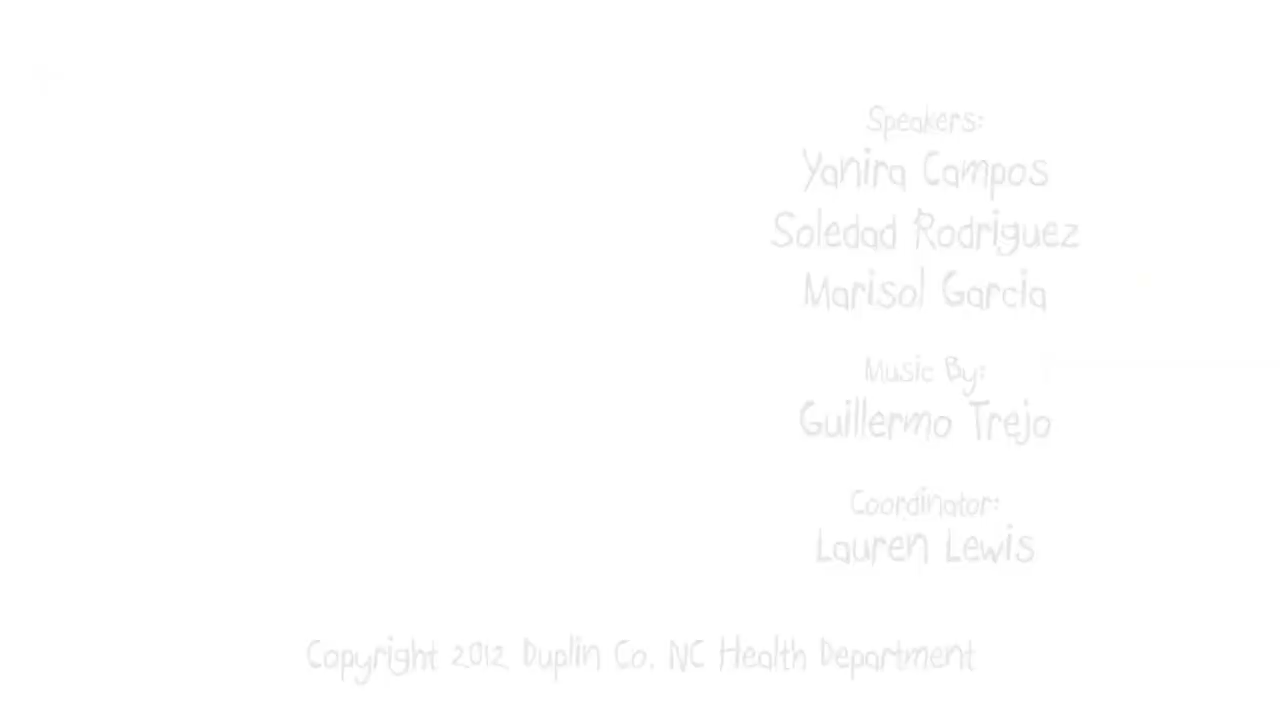 Speakers:
Yanira Campos
Soledad Rodriguez
Marisol Garcia
Music By:
Guillermo Trejo
Coordinator:
Lauren Lewis
Copyright 2012 Duplin Co. NC Health Department